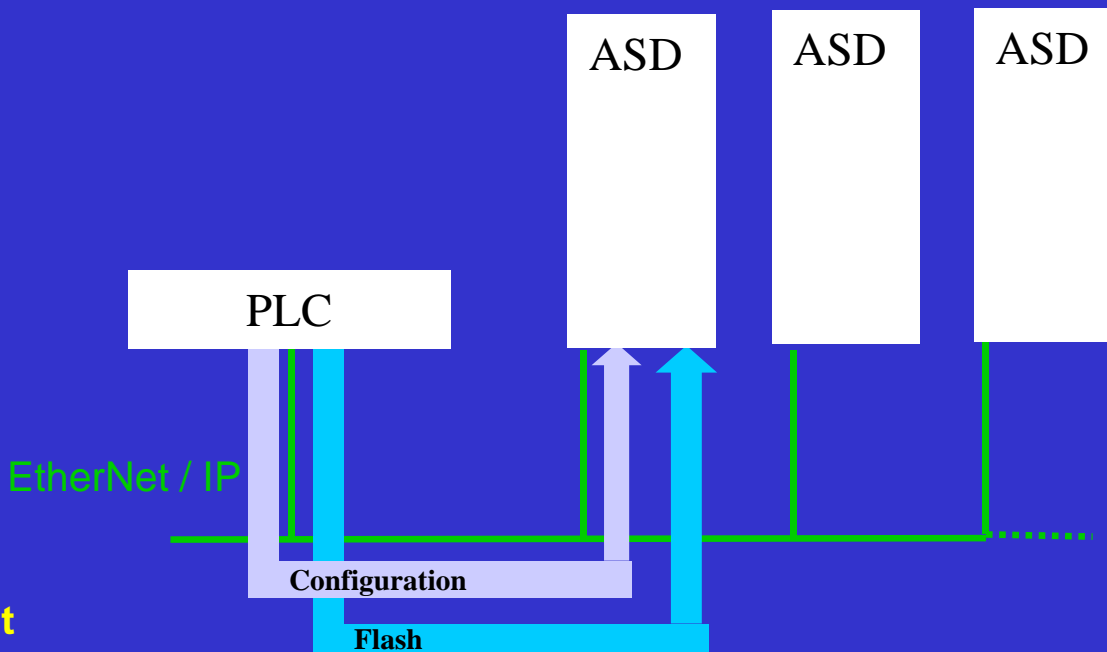 ASD
ASD
ASD
PLC
EtherNet / IP
Configuration
t
Flash